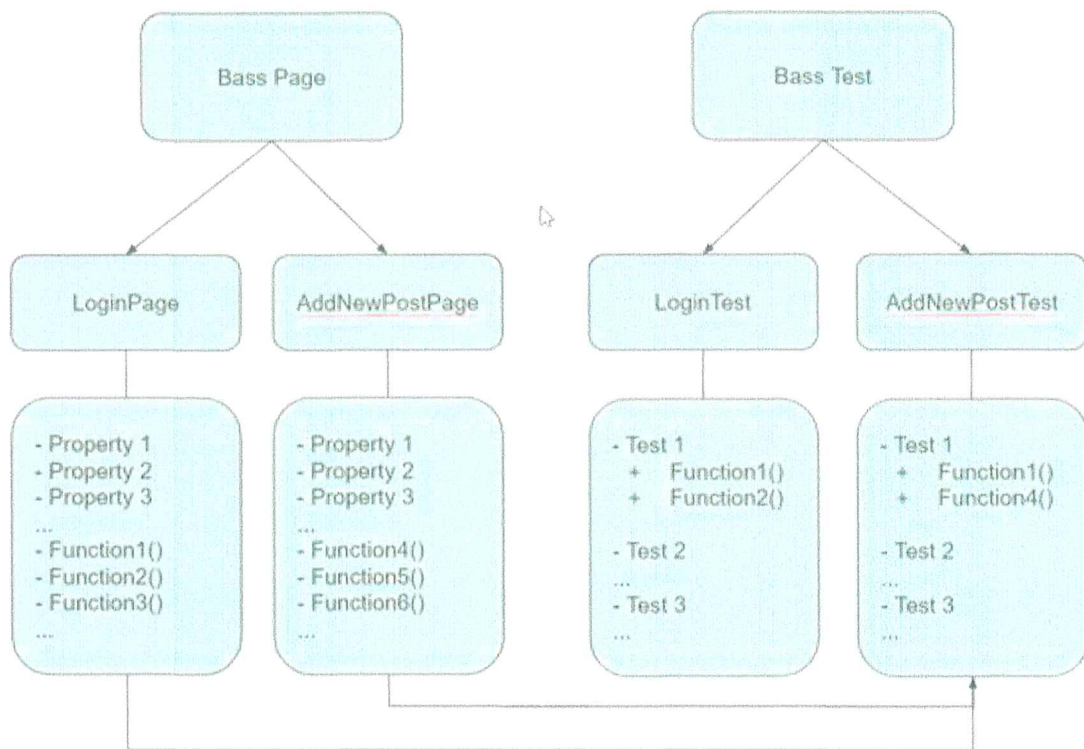 Bass Page
Bass Test
LoginPage
AddNewPostPage
LoginTest
AddNewPostTest
- Property 1
- Property 2
- Property 3
...
- Function1()
- Function2()
- Function3()
...
- Property 1
- Property 2
- Property 3
...
- Function4()
- Function5()
- Function6()
...
- Test 1
+ Function1()
+ Function2()
- Test 2
...
- Test 3
...
- Test 1
+ Function1()
+ Function4()
- Test 2
...
- Test 3
...